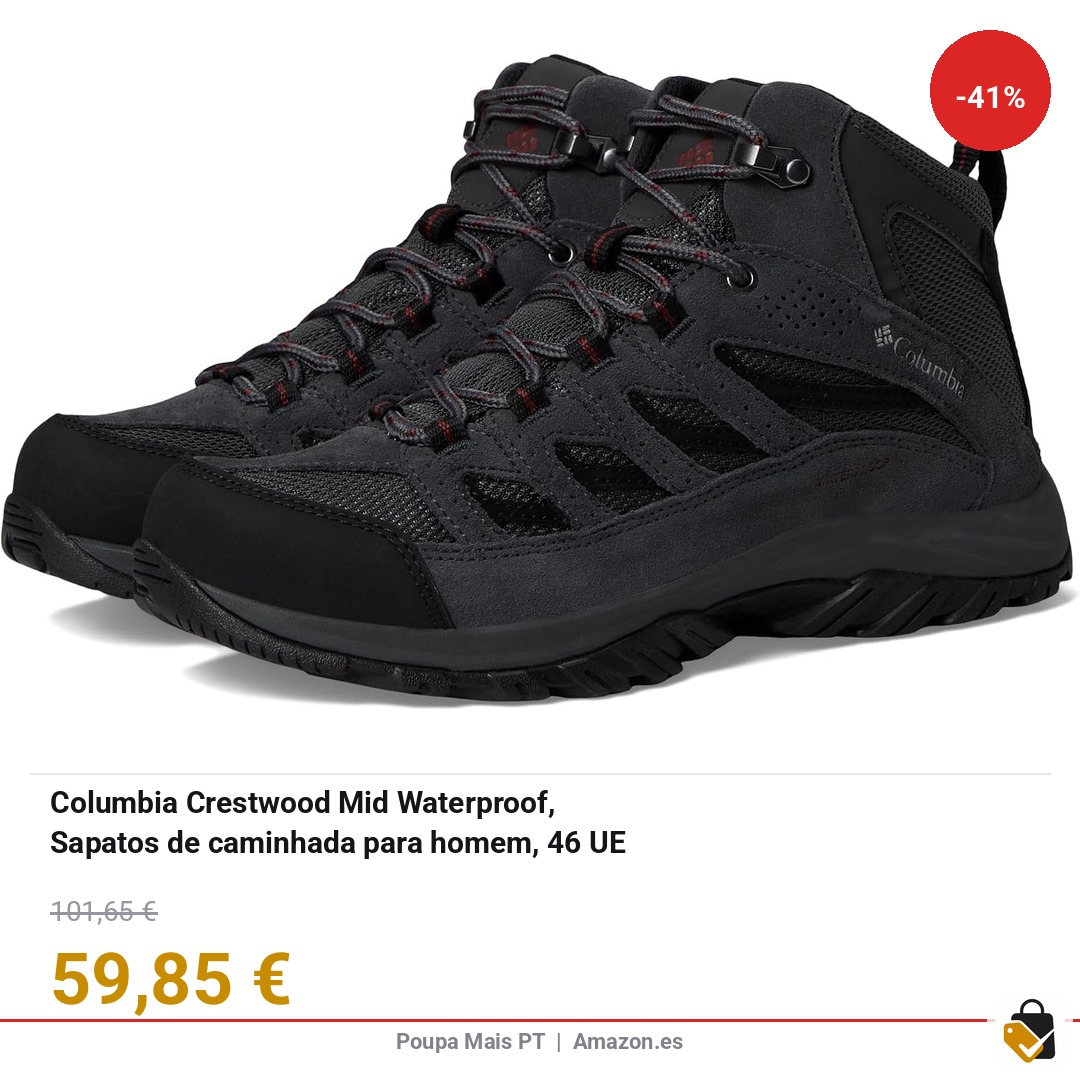 -41%
Columbia
WATERPROOF
Columbia Crestwood Mid Waterproof,
Sapatos de caminhada para homem, 46 UE
101,65 €
59,85 €
Poupa Mais PT | Amazon.es